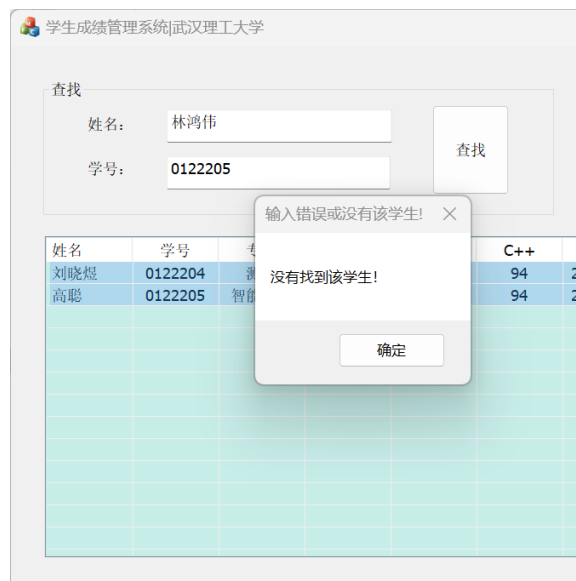 学生成绩管理系统|武汉理工大学
查找
姓名： 林鸿伟
学号： 0122205
查找
输入错误或没有该学生!
没有找到该学生!
确定
姓名 学号 C++
刘晓煜 0122204 94
高聪 0122205 智能 94